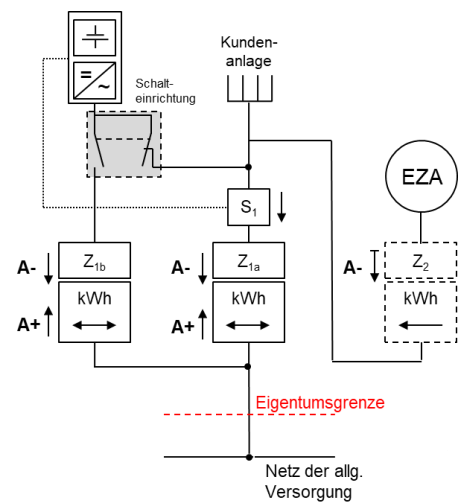 Kunden-
anlage
Schalt-
einrichtung
=
~
EZA
S1
A-
Z1b
A-
Z1a
A-
Z2
A+
kWh
A+
kWh
kWh
Eigentumsgrenze
Netz der allg.
Versorgung